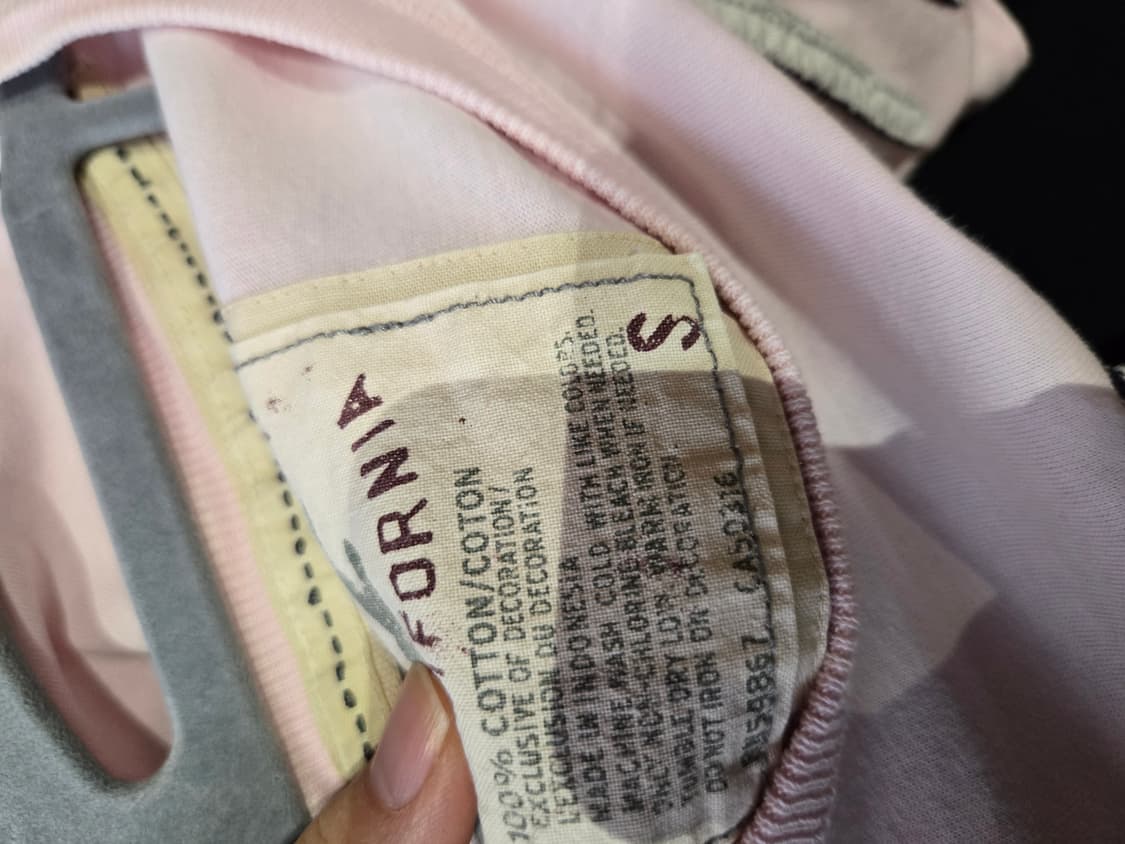 FORNIA
S
100% COTTON/COTON
EXCLUSIVE OF DECORATION/
L'EXCLUSION DU DECORATION
MADE IN INDONESIA
MACHINE WASH COLD WITH LIKE COLORS.
ONLY NON-CHLORINE BLEACH WHEN NEEDED.
TUMBLE DRY LOW. WARM IRON IF NEEDED.
DO NOT IRON ON DECORATION.
CA50316